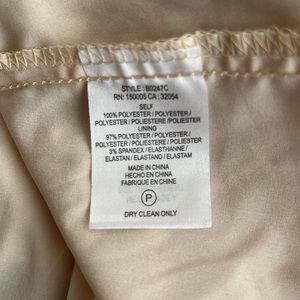 STYLE : B0247C
RN: 150005 CA : 32054
SELF
100% POLYESTER / POLYESTER /
POLYESTER / POLIESTERE /POLIESTER
LINING
97% POLYESTER / POLYESTER /
POLYESTER / POLIESTERE /POLIESTER
3% SPANDEX / ELASTHANNE /
ELASTAN / ELASTANO / ELASTAN
MADE IN CHINA
HECHO EN CHINA
FABRIQUE EN CHINE
P
DRY CLEAN ONLY